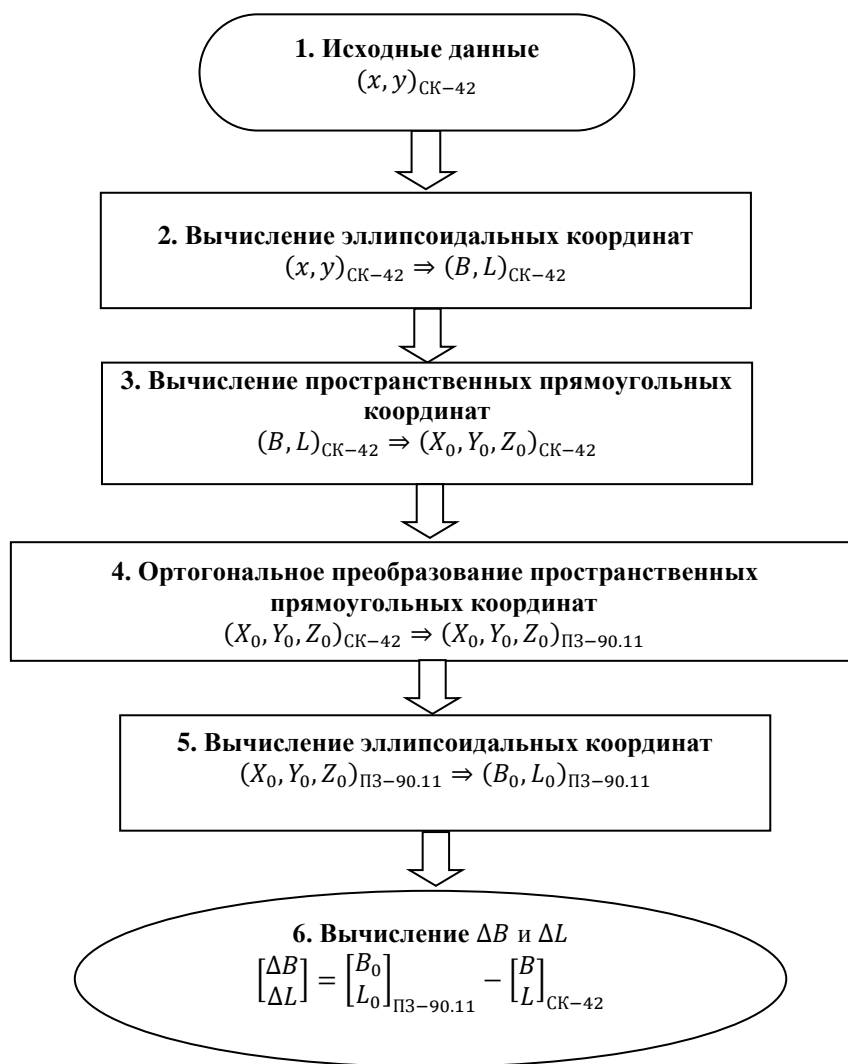 1. Исходные данные
(x, y)СК−42
2. Вычисление эллипсоидальных координат
(x, y)СК−42 ⇒ (B, L)СК−42
3. Вычисление пространственных прямоугольных
координат
(B, L)СК−42 ⇒ (X₀, Y₀, Z₀)СК−42
4. Ортогональное преобразование пространственных
прямоугольных координат
(X₀, Y₀, Z₀)СК−42 ⇒ (X₀, Y₀, Z₀)ПЗ−90.11
5. Вычисление эллипсоидальных координат
(X₀, Y₀, Z₀)ПЗ−90.11 ⇒ (B₀, L₀)ПЗ−90.11
6. Вычисление ΔB и ΔL
[ΔB ΔL] = [B₀ L₀]ПЗ−90.11 − [B L]СК−42